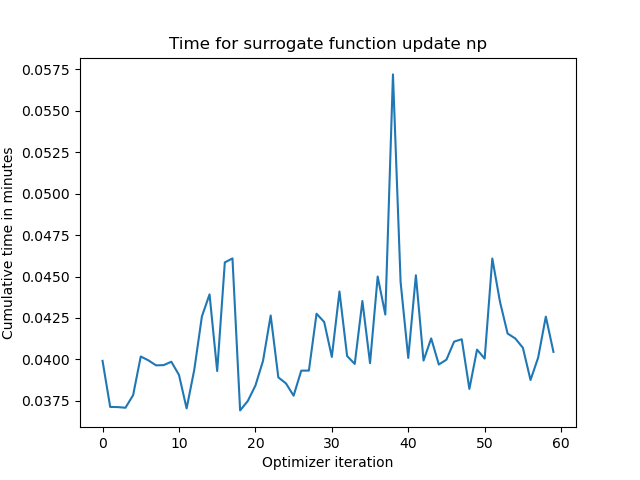 Time for surrogate function update np
Cumulative time in minutes
0.0575
0.0550
0.0525
0.0500
0.0475
0.0450
0.0425
0.0400
0.0375
0 10 20 30 40 50 60
Optimizer iteration